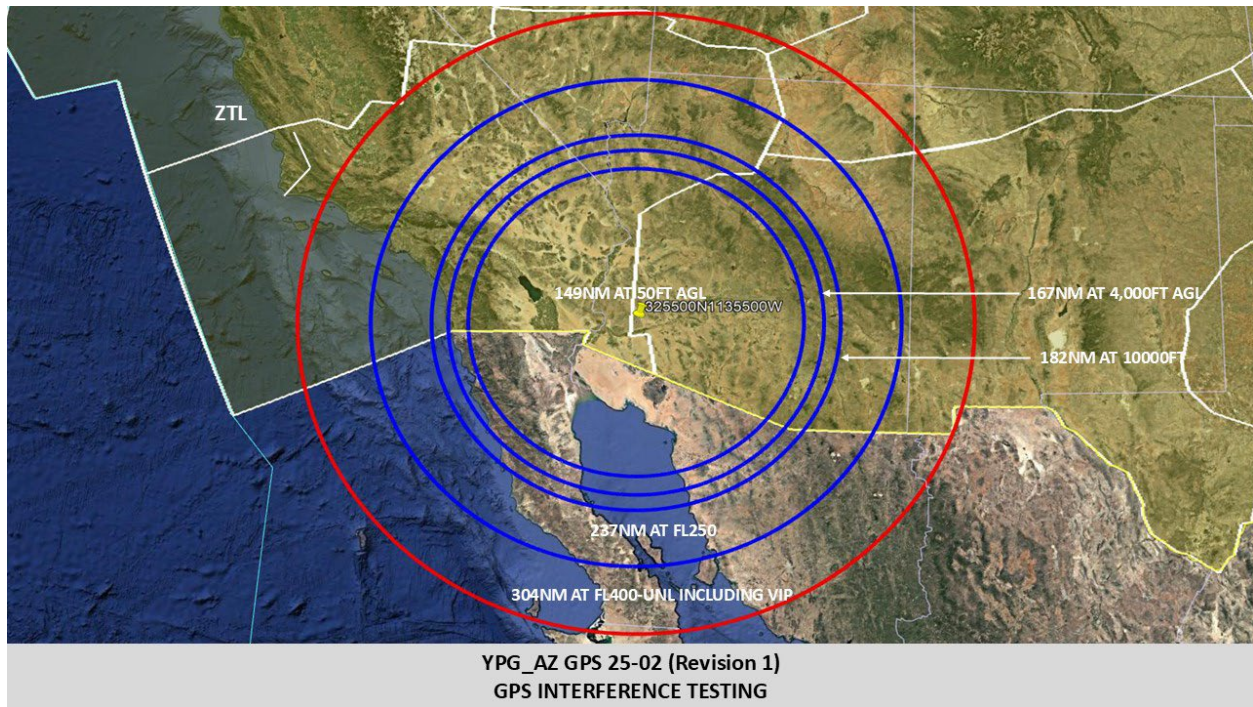 ZTL
149NM AT 50FT AGL
325500N1135500W
167NM AT 4,000FT AGL
182NM AT 10000FT
237NM AT FL250
304NM AT FL400-UNL INCLUDING VIP
YPG_AZ GPS 25-02 (Revision 1)
GPS INTERFERENCE TESTING